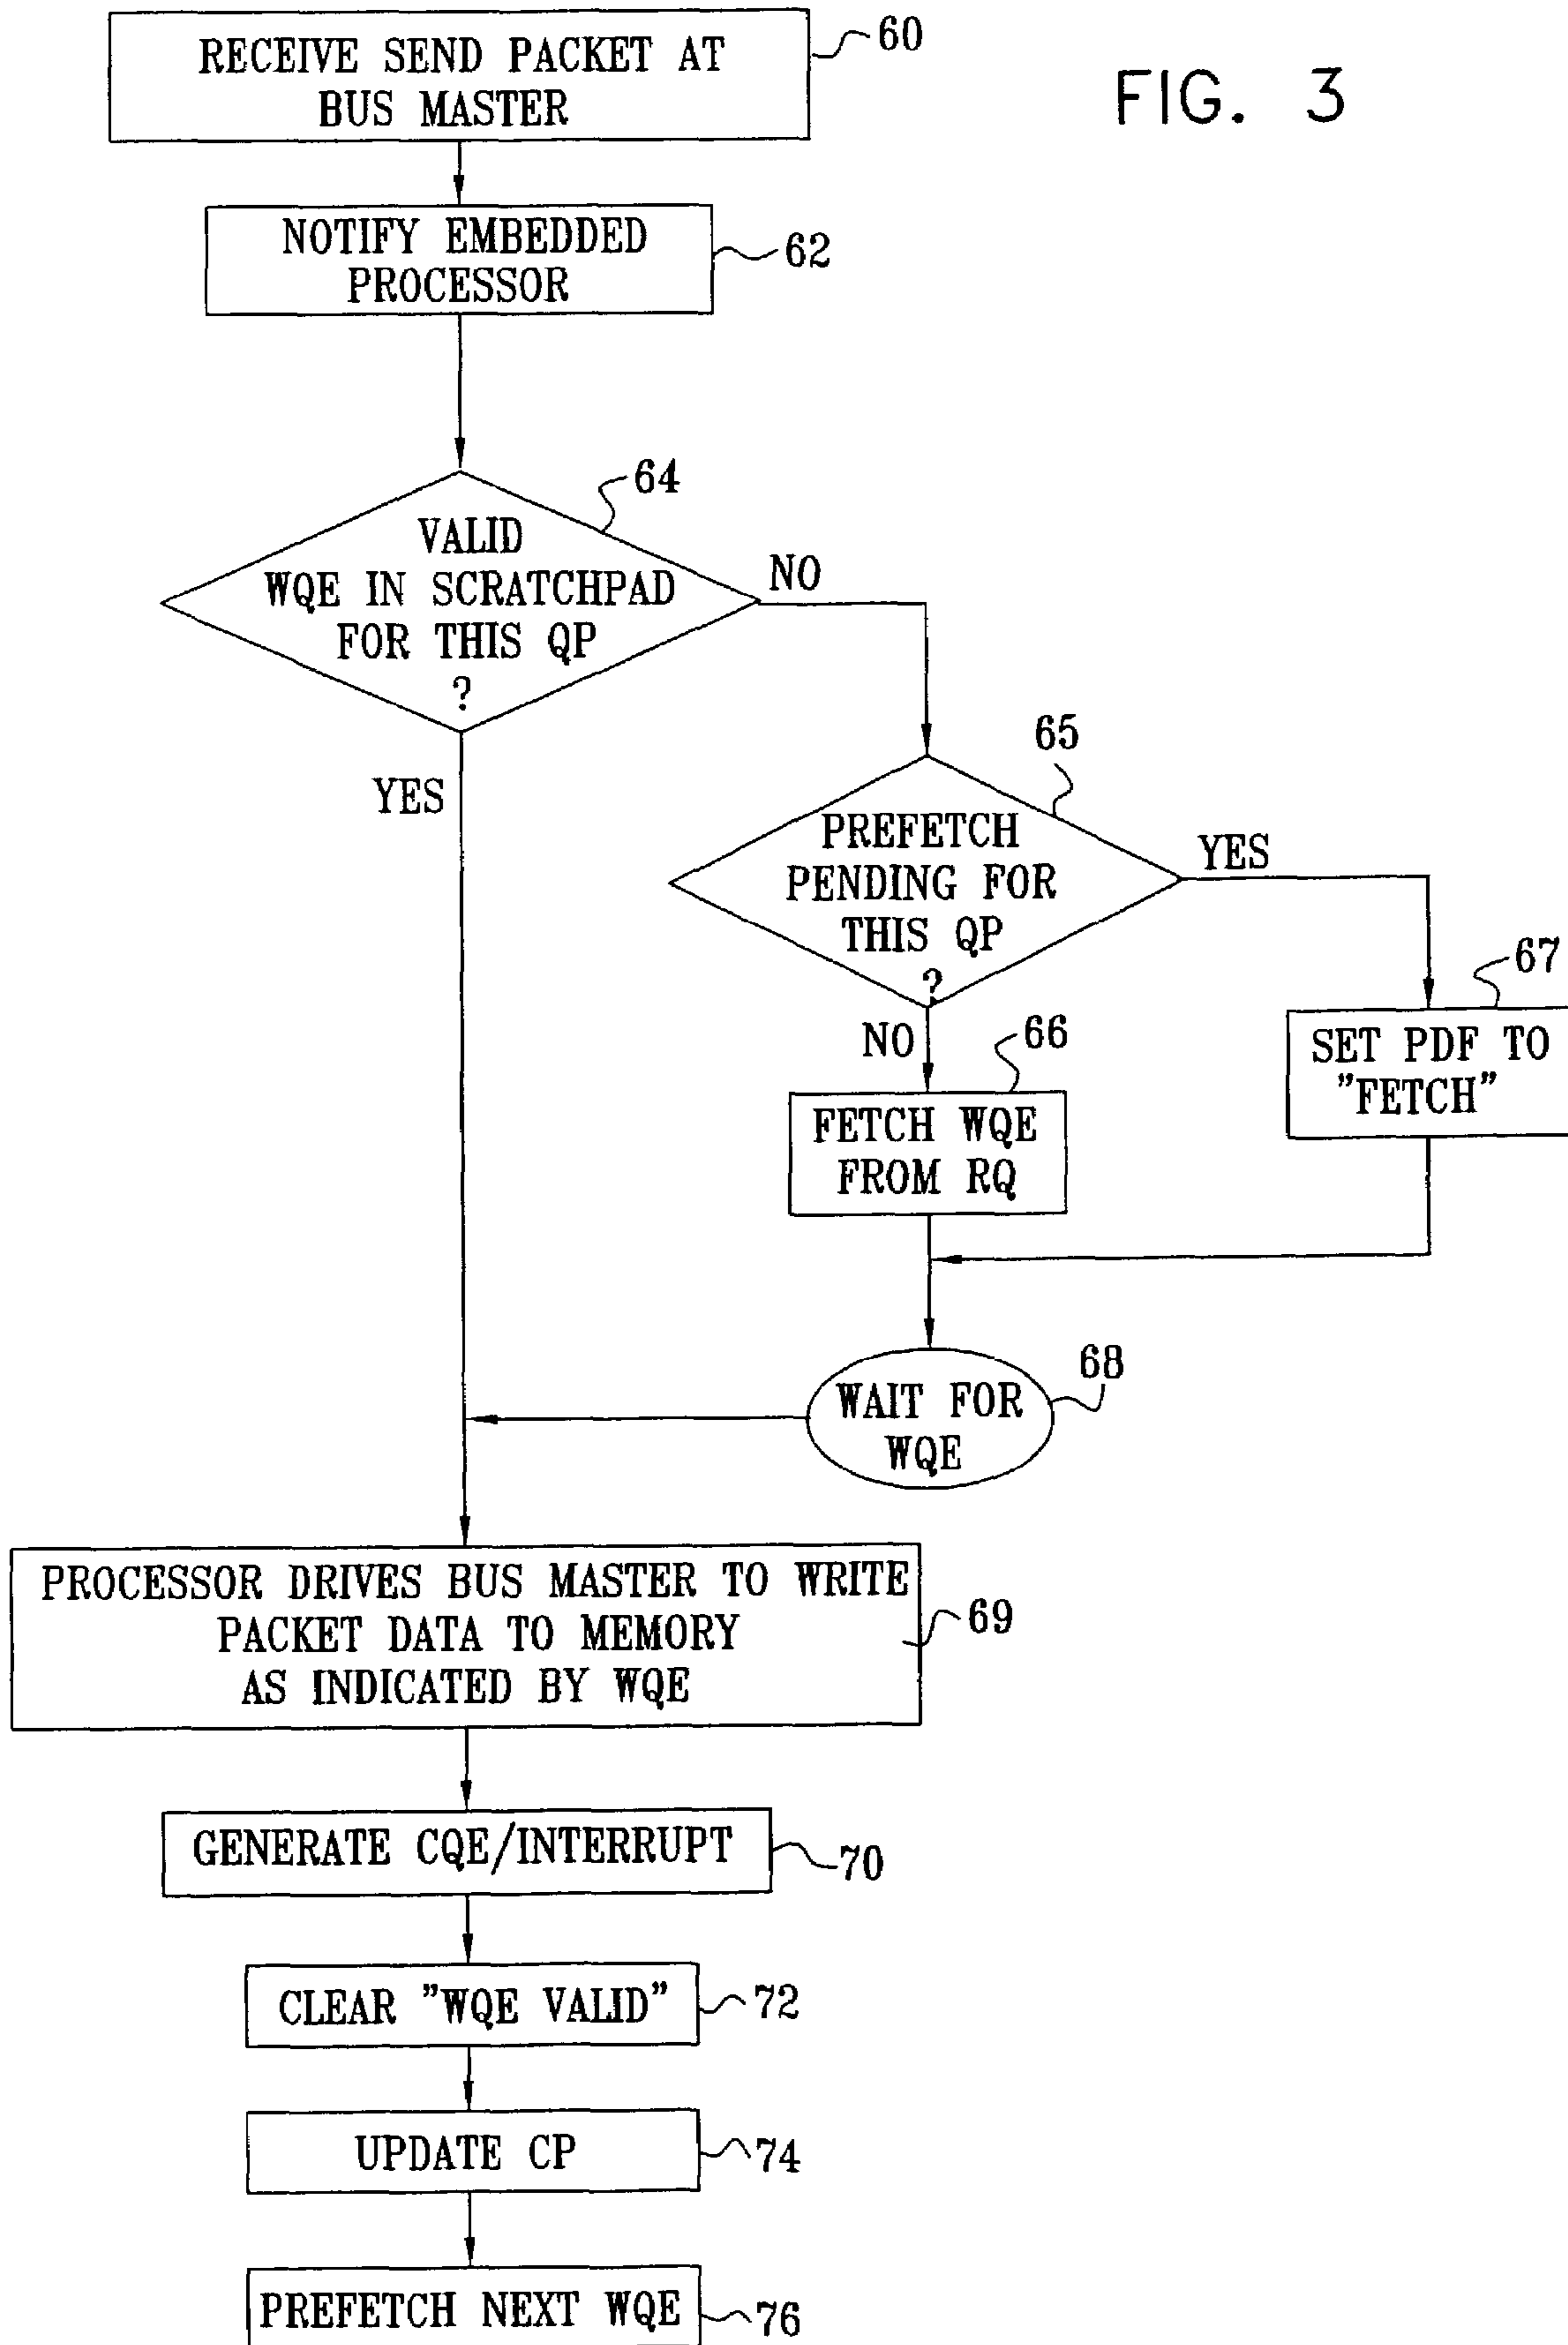 RECEIVE SEND PACKET AT
BUS MASTER
60
FIG. 3
NOTIFY EMBEDDED
PROCESSOR
62
64
VALID
WQE IN SCRATCHPAD
FOR THIS QP
?
NO
YES
65
PREFETCH
PENDING FOR
THIS QP
?
YES
NO
67
SET PDF TO
"FETCH"
66
FETCH WQE
FROM RQ
68
WAIT FOR
WQE
PROCESSOR DRIVES BUS MASTER TO WRITE
PACKET DATA TO MEMORY
AS INDICATED BY WQE
69
GENERATE CQE/INTERRUPT
70
CLEAR "WQE VALID"
72
UPDATE CP
74
PREFETCH NEXT WQE
76